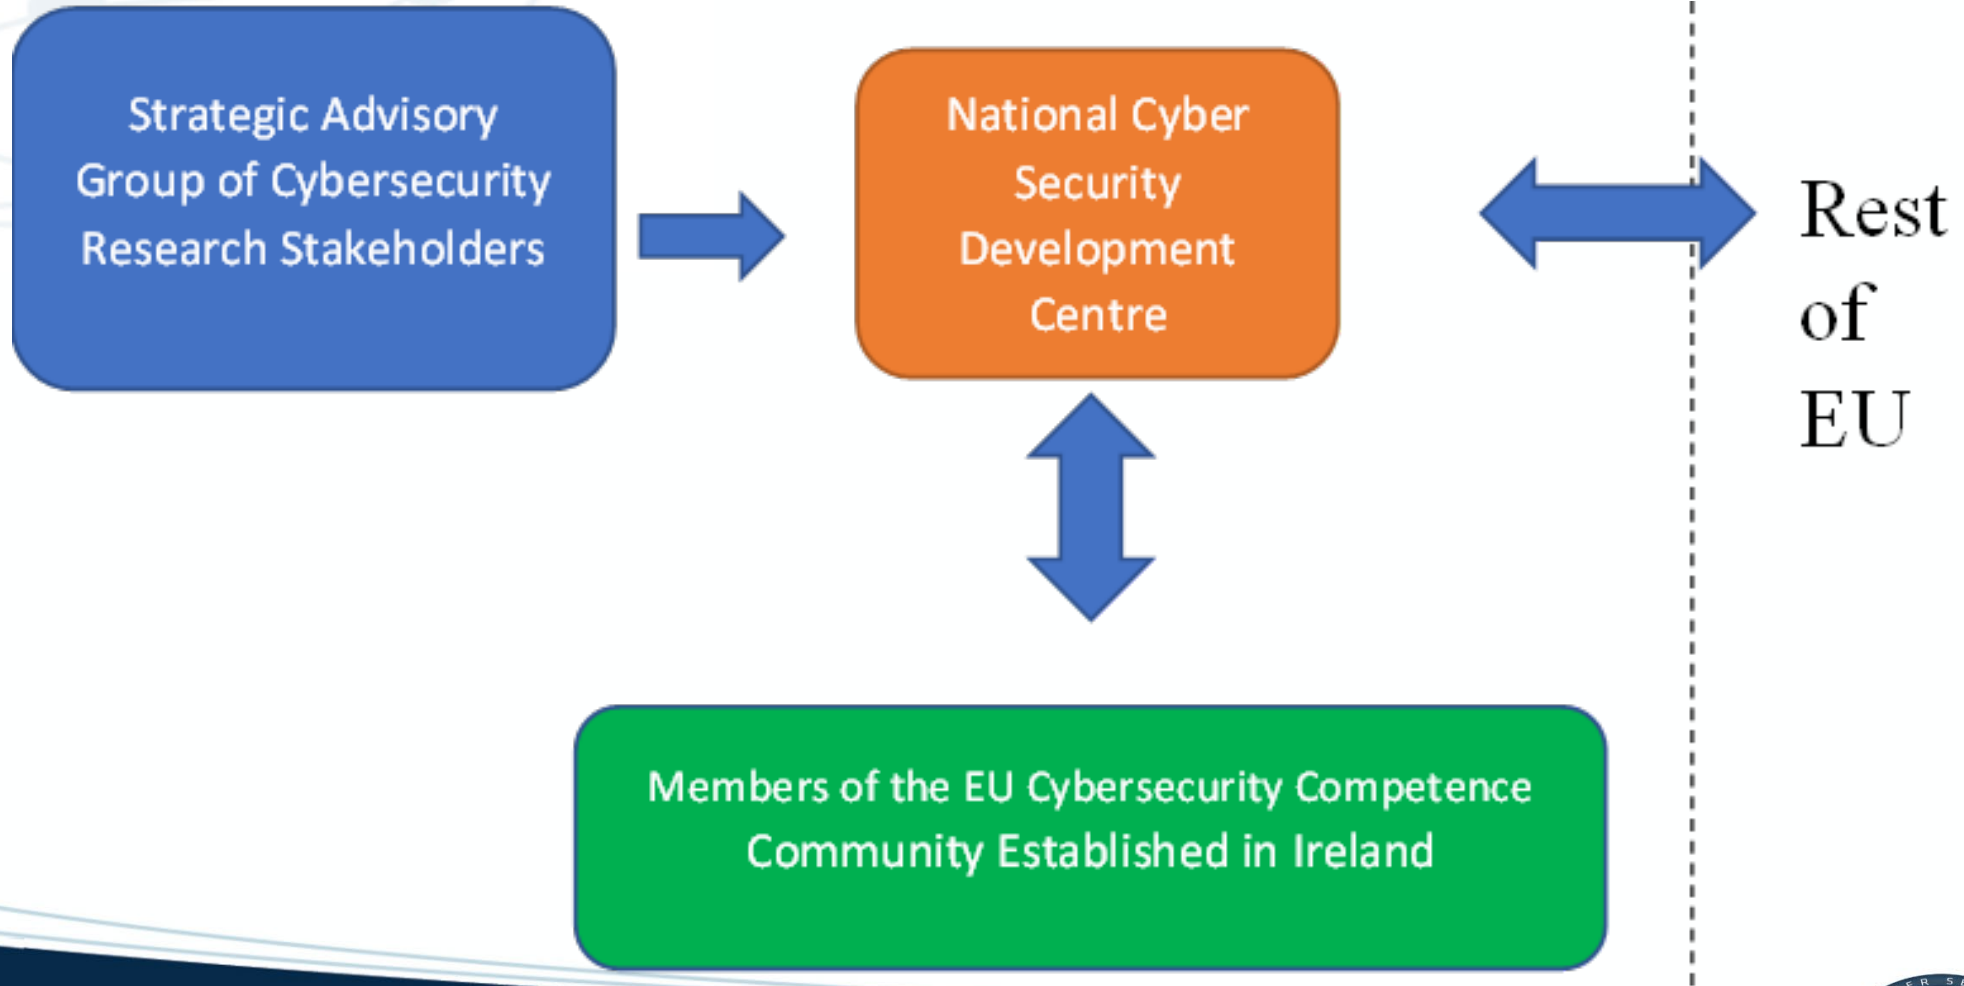 Strategic Advisory
Group of Cybersecurity
Research Stakeholders
National Cyber
Security
Development
Centre
Rest
of
EU
Members of the EU Cybersecurity Competence
Community Established in Ireland